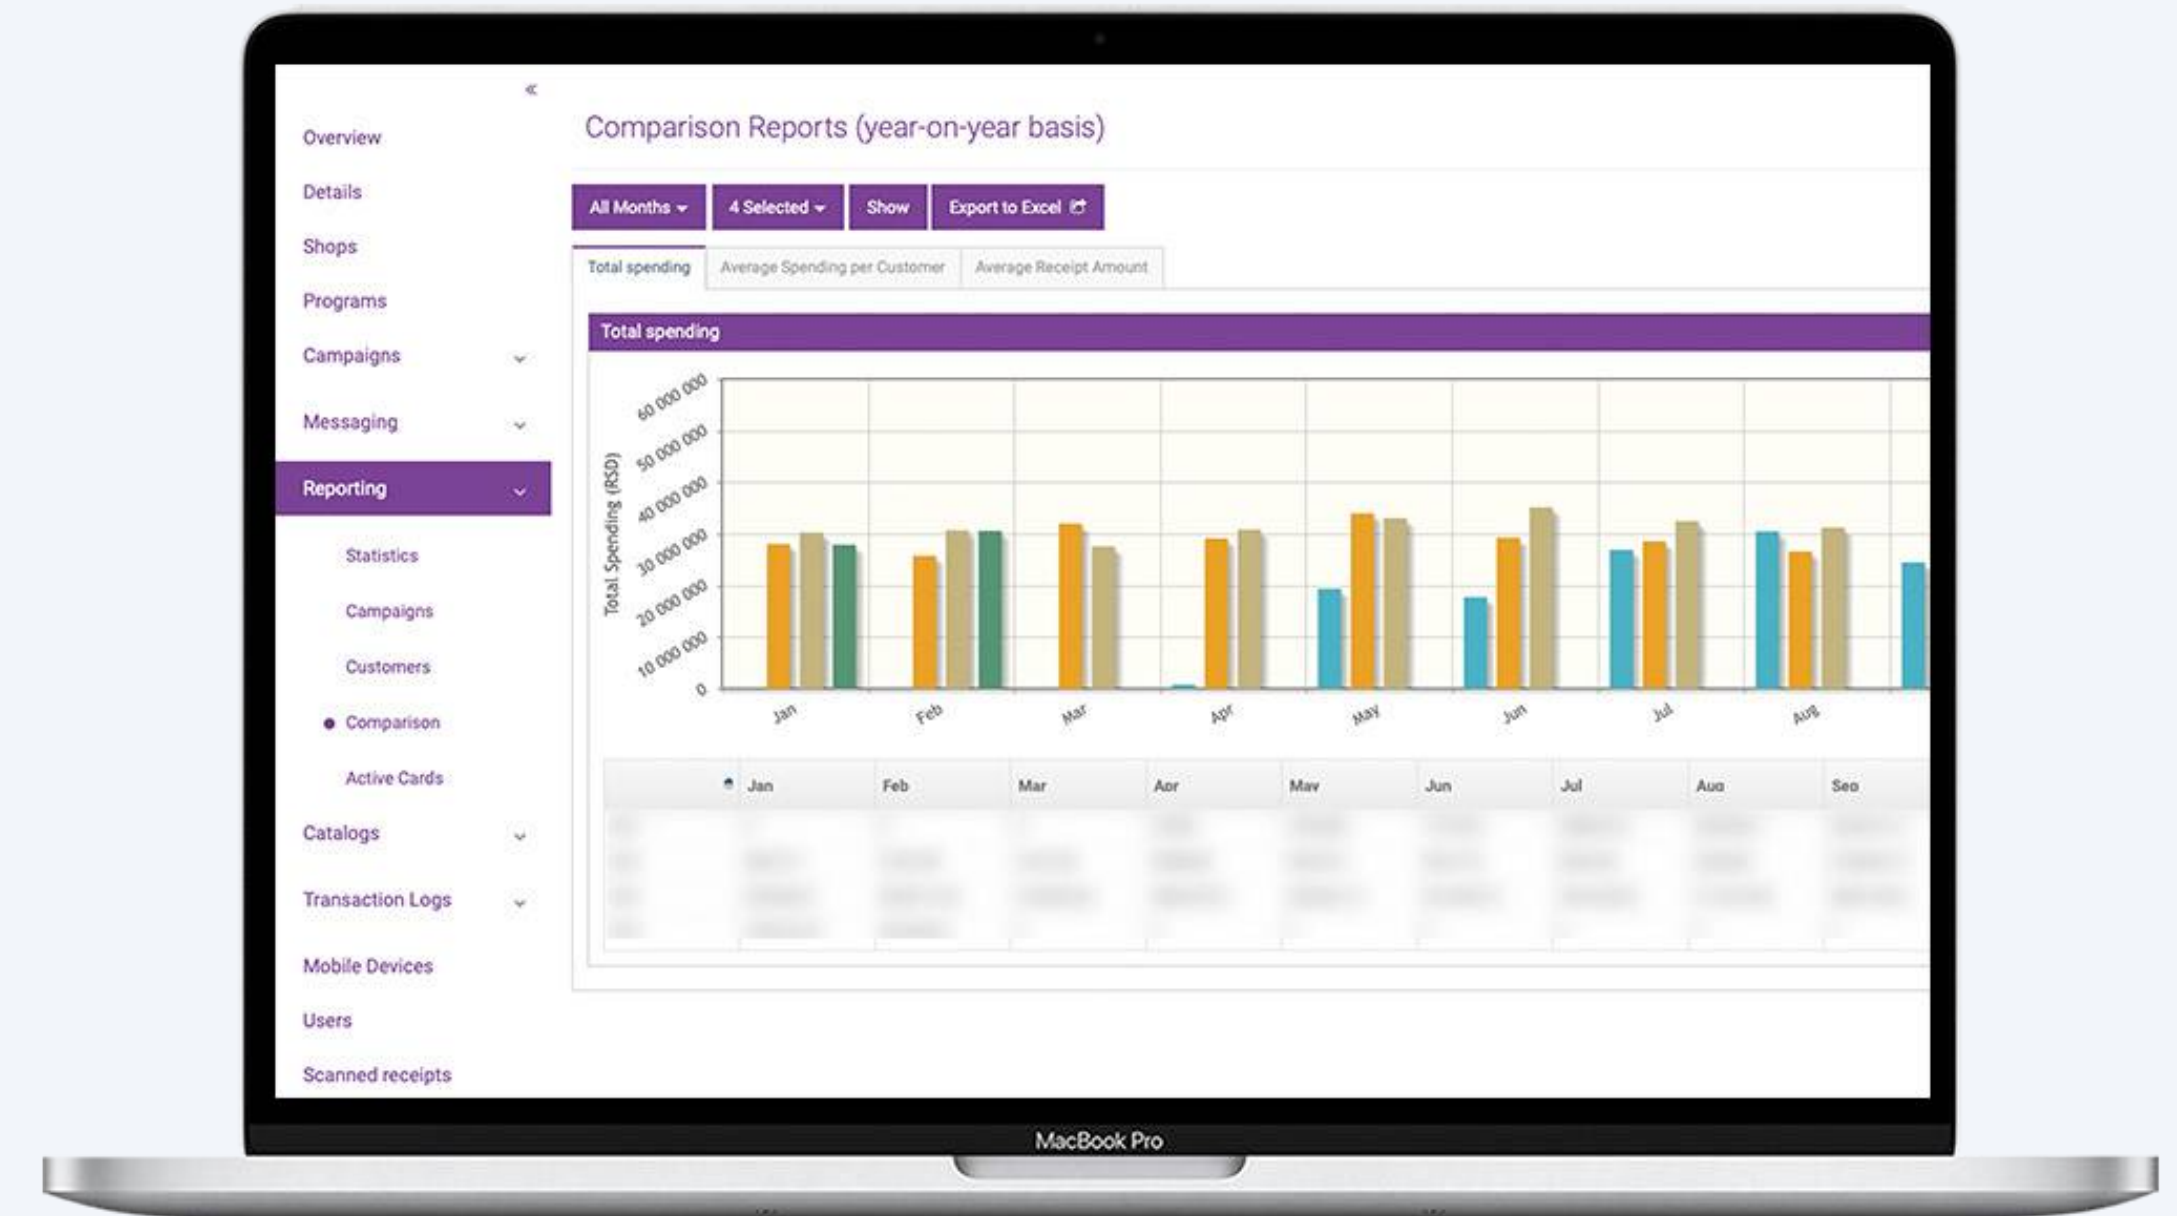 «
Overview
Details
Shops
Programs
Campaigns
Messaging
Reporting
Statistics
Campaigns
Customers
Comparison
Active Cards
Catalogs
Transaction Logs
Mobile Devices
Users
Scanned receipts
Comparison Reports (year-on-year basis)
All Months 4 Selected Show Export to Excel
Total spending Average Spending per Customer Average Receipt Amount
Total spending
Total Spending (RSD)
60 000 000
50 000 000
40 000 000
30 000 000
20 000 000
10 000 000
0
Jan Feb Mar Apr May Jun Jul Aug
Jan Feb Mar Apr May Jun Jul Aug Sep
MacBook Pro